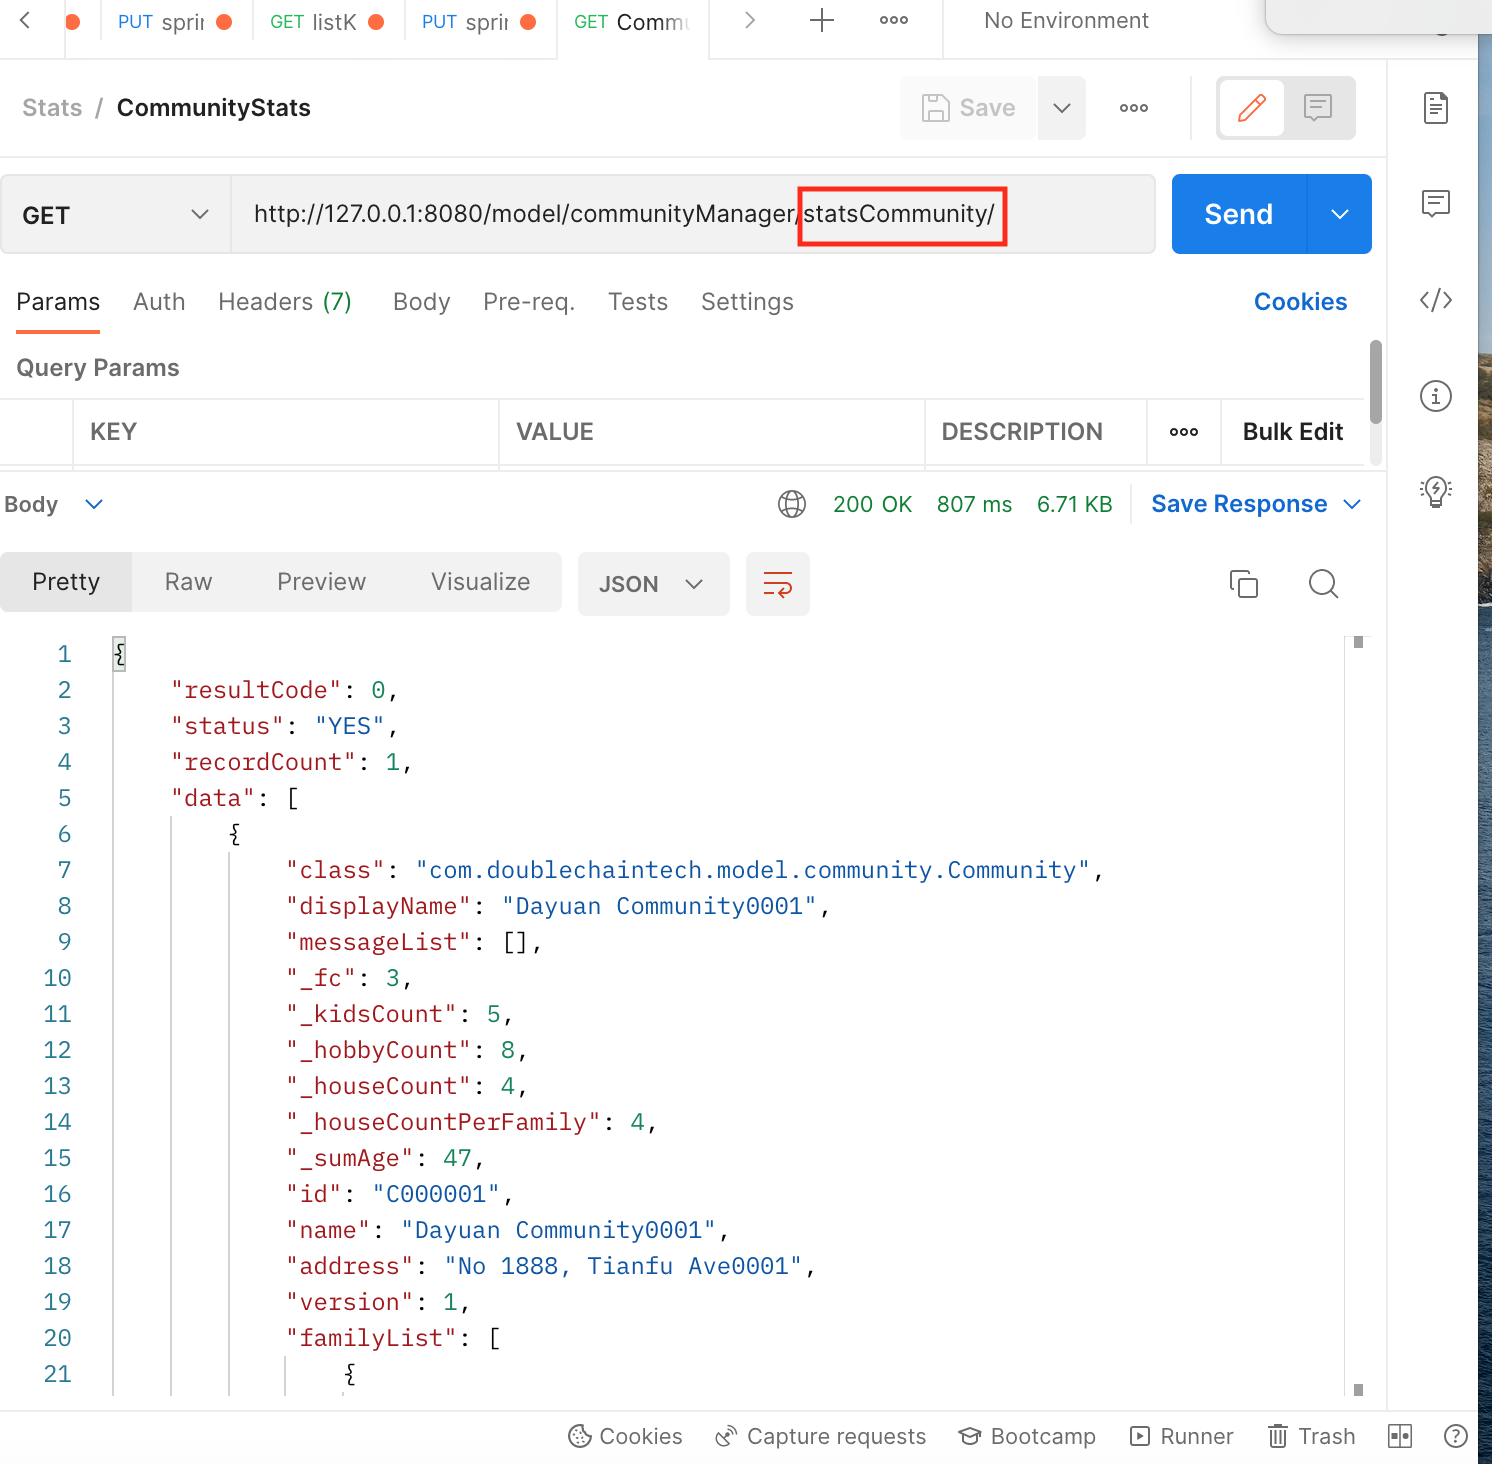 PUT sprin GET listK PUT sprin GET Commu No Environment
Stats / CommunityStats Save
GET http://127.0.0.1:8080/model/communityManager/statsCommunity/ Send
Params Auth Headers (7) Body Pre-req. Tests Settings Cookies
Query Params
KEY VALUE DESCRIPTION Bulk Edit
Body 200 OK 807 ms 6.71 KB Save Response
Pretty Raw Preview Visualize JSON
1 {
2 "resultCode": 0,
3 "status": "YES",
4 "recordCount": 1,
5 "data": [
6 {
7 "class": "com.doublechaintech.model.community.Community",
8 "displayName": "Dayuan Community0001",
9 "messageList": [],
10 "_fc": 3,
11 "_kidsCount": 5,
12 "_hobbyCount": 8,
13 "_houseCount": 4,
14 "_houseCountPerFamily": 4,
15 "_sumAge": 47,
16 "id": "C000001",
17 "name": "Dayuan Community0001",
18 "address": "No 1888, Tianfu Ave0001",
19 "version": 1,
20 "familyList": [
21 {
Cookies Capture requests Bootcamp Runner Trash